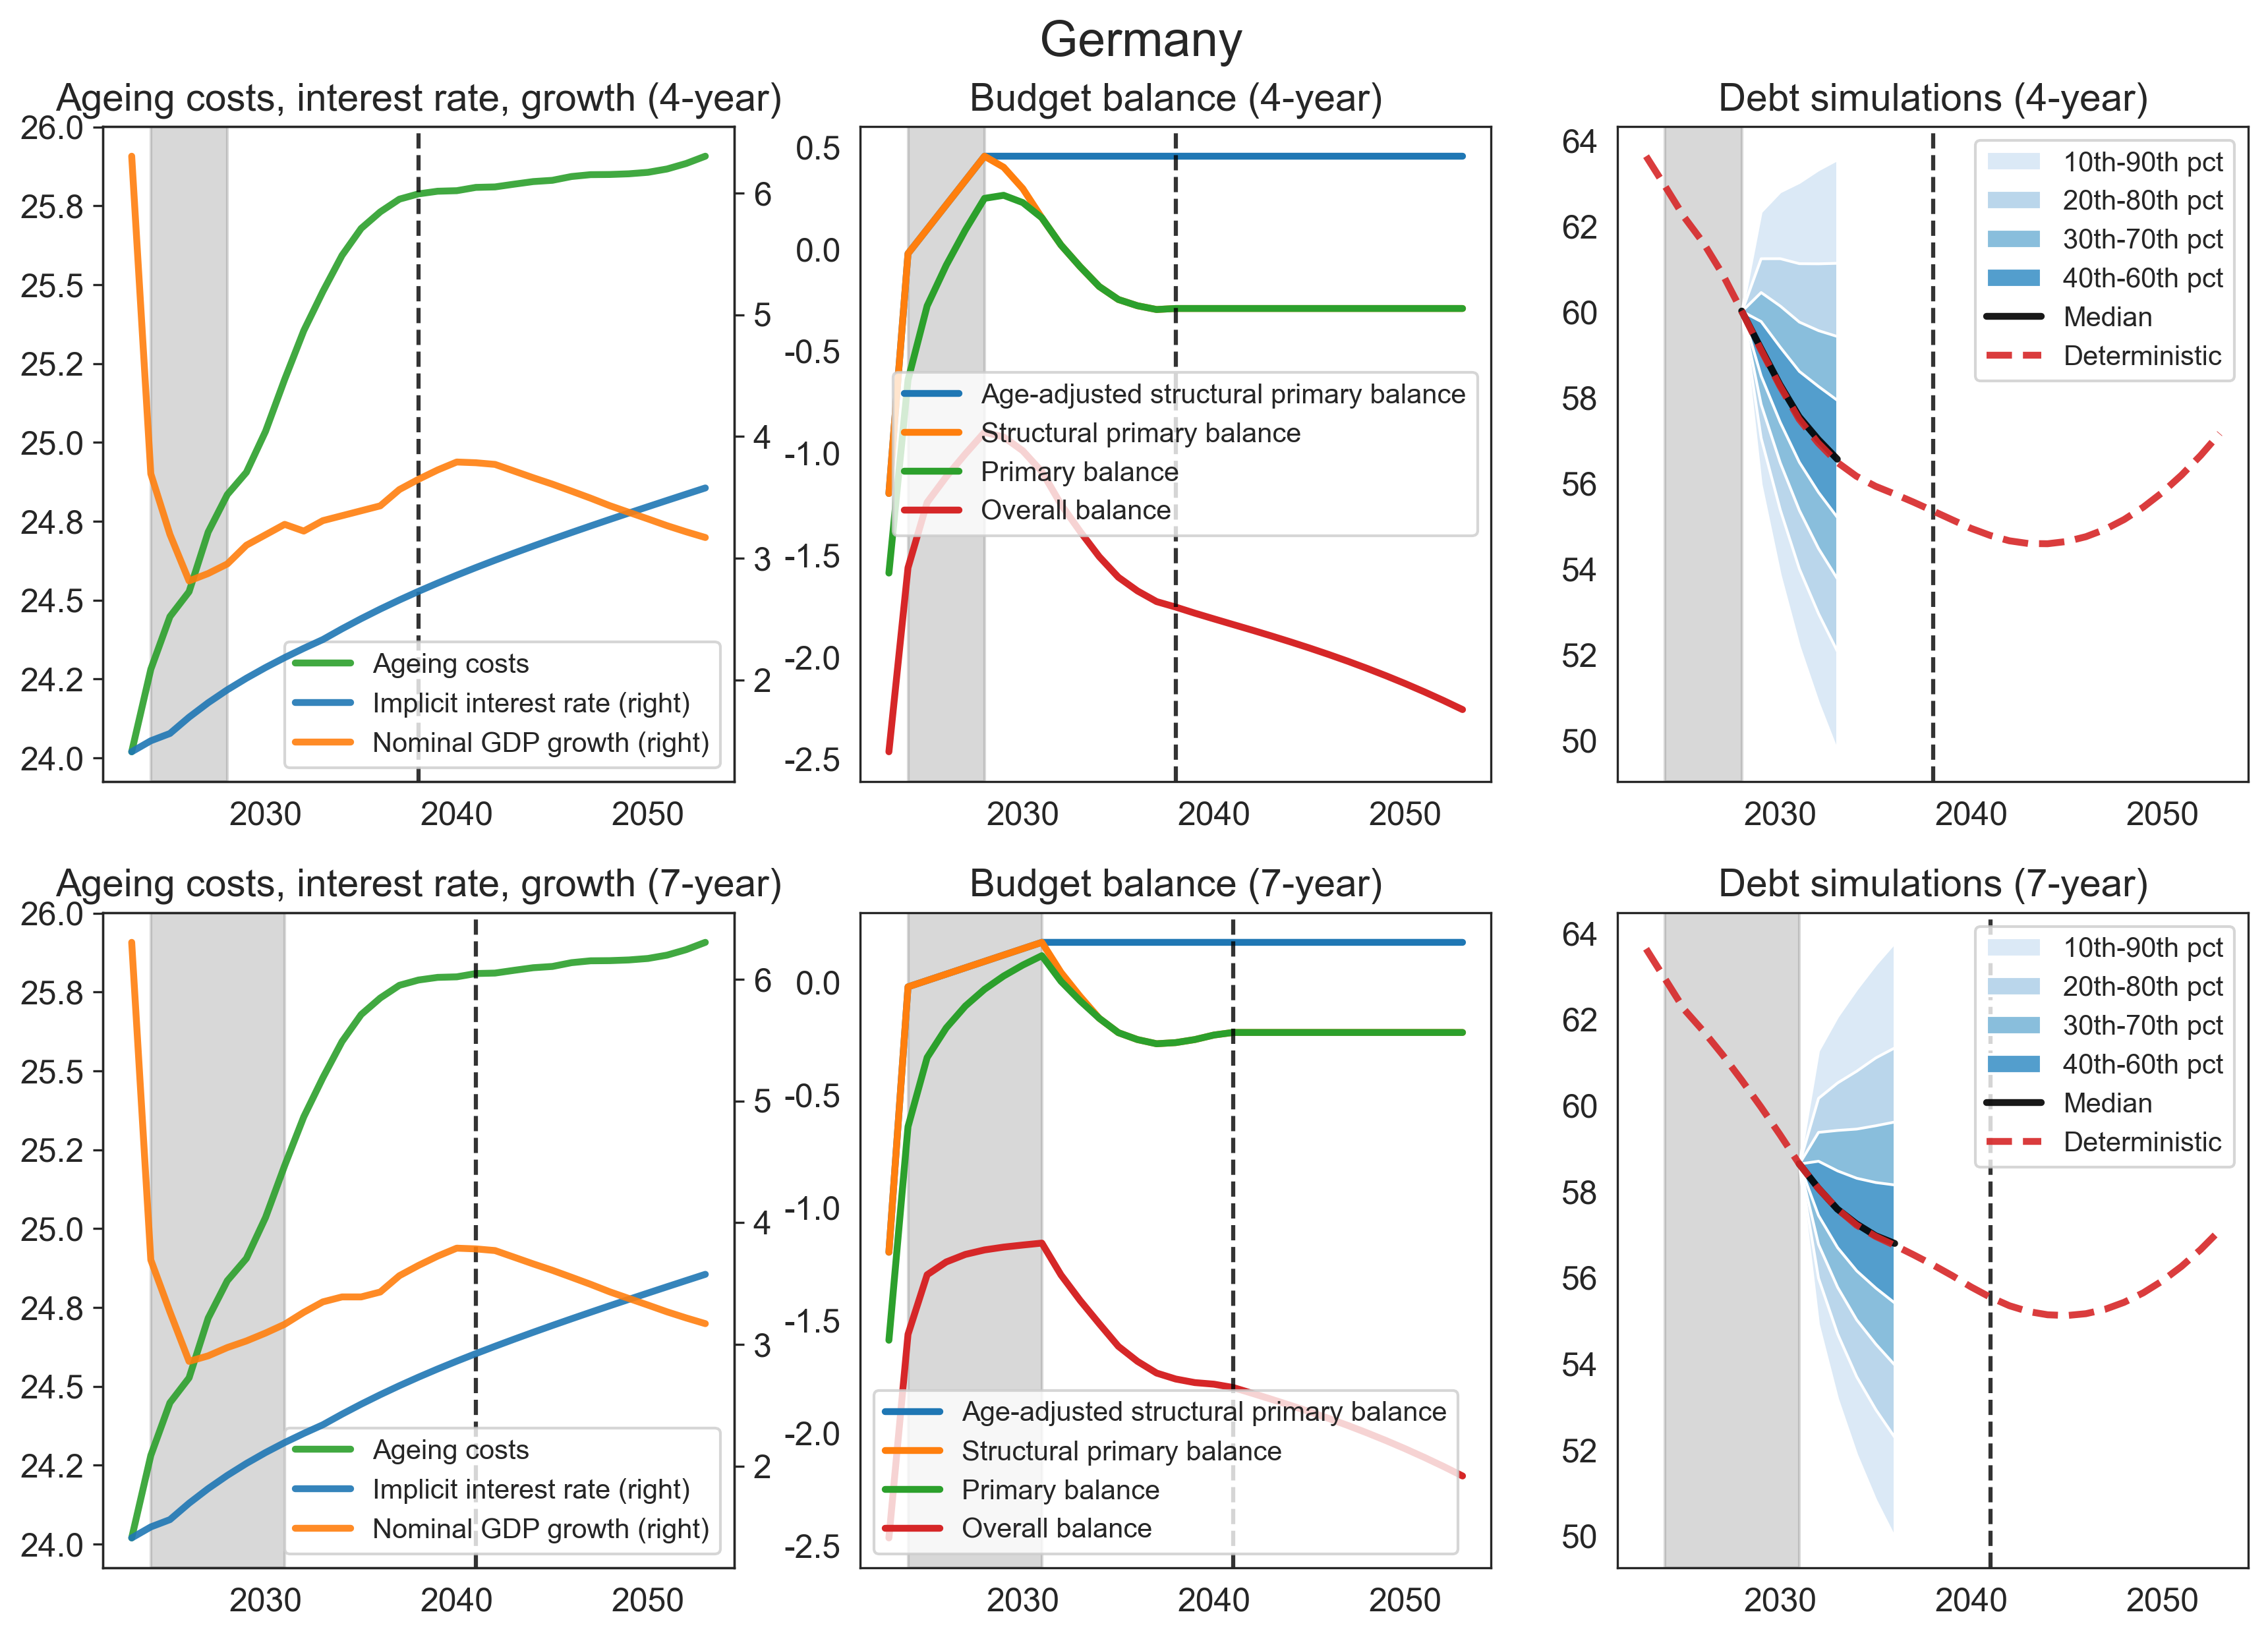 Germany
Ageing costs, interest rate, growth (4-year)
26.0
25.8
25.5
25.2
25.0
24.8
24.5
24.2
24.0
6
5
4
3
2
Ageing costs
Implicit interest rate (right)
Nominal GDP growth (right)
2030 2040 2050
Budget balance (4-year)
0.5
0.0
-0.5
-1.0
-1.5
-2.0
-2.5
Age-adjusted structural primary balance
Structural primary balance
Primary balance
Overall balance
2030 2040 2050
Debt simulations (4-year)
64
62
60
58
56
54
52
50
10th-90th pct
20th-80th pct
30th-70th pct
40th-60th pct
Median
Deterministic
2030 2040 2050
Ageing costs, interest rate, growth (7-year)
26.0
25.8
25.5
25.2
25.0
24.8
24.5
24.2
24.0
6
5
4
3
2
Ageing costs
Implicit interest rate (right)
Nominal GDP growth (right)
2030 2040 2050
Budget balance (7-year)
0.0
-0.5
-1.0
-1.5
-2.0
-2.5
Age-adjusted structural primary balance
Structural primary balance
Primary balance
Overall balance
2030 2040 2050
Debt simulations (7-year)
64
62
60
58
56
54
52
50
10th-90th pct
20th-80th pct
30th-70th pct
40th-60th pct
Median
Deterministic
2030 2040 2050